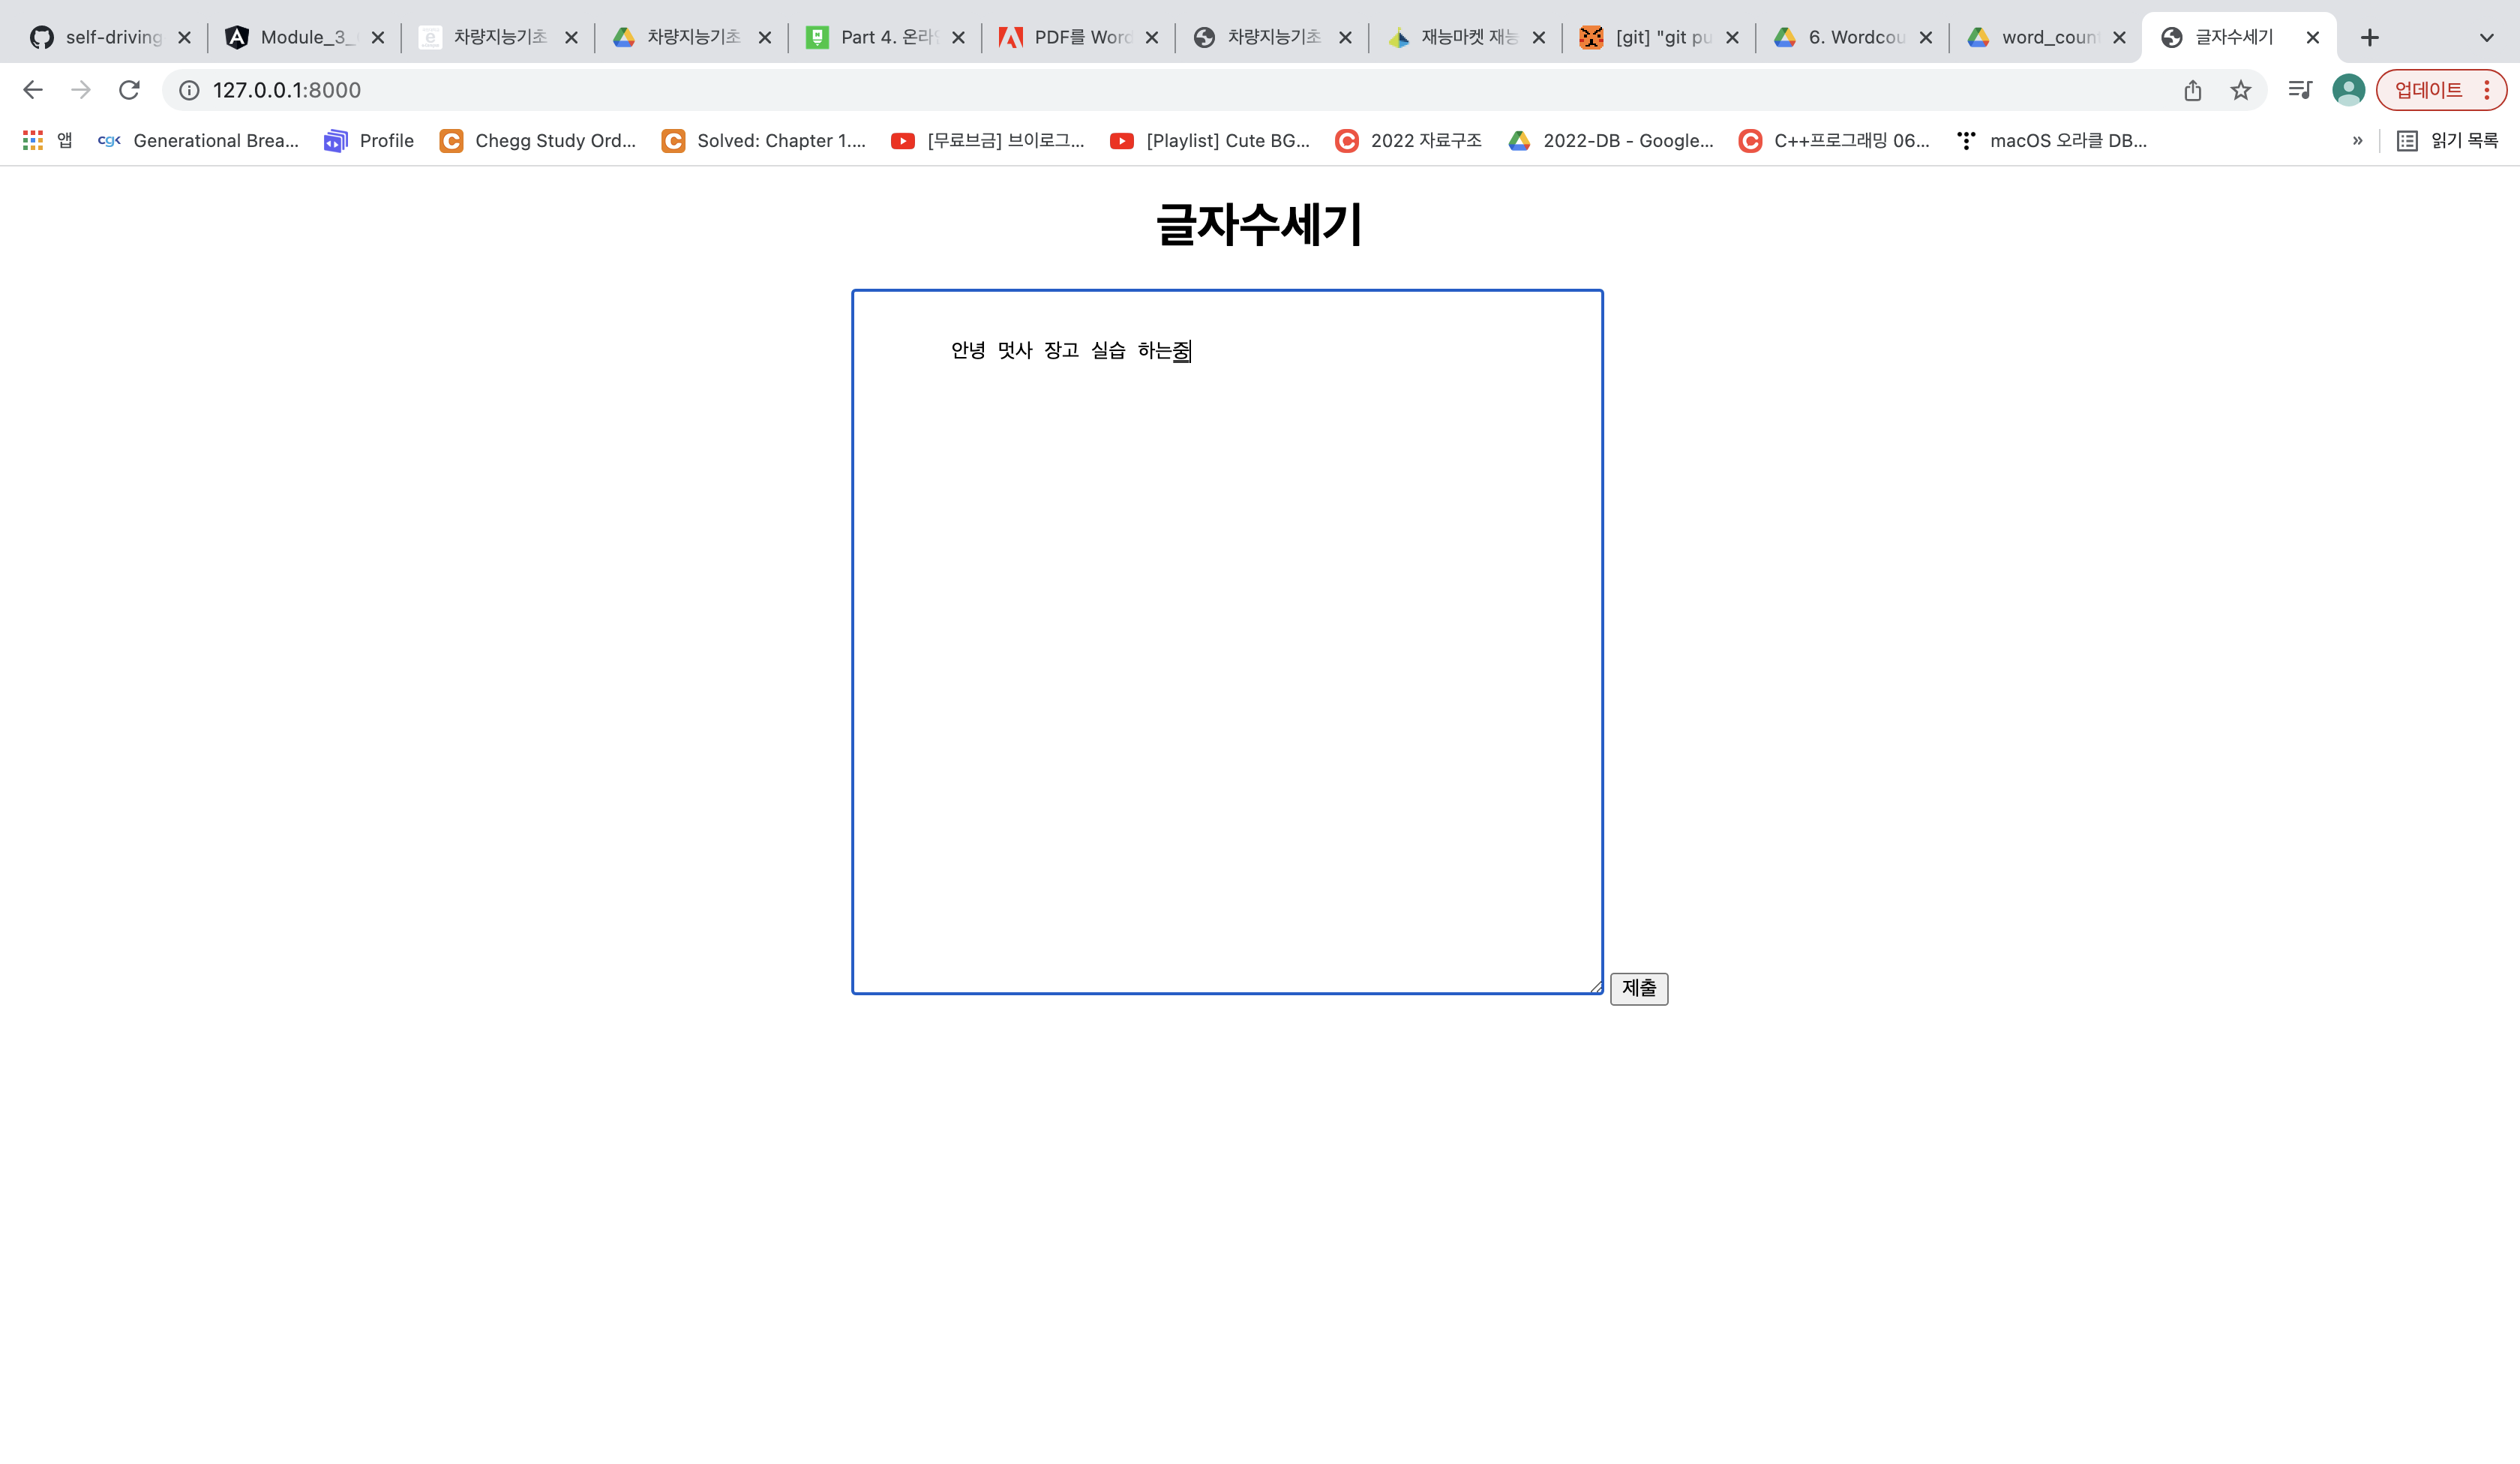 self-driving
Module_3_
차량지능기초
차량지능기초
Part 4. 온라인
PDF를 Word
차량지능기초
재능마켓 재능
[git] "git pu
6. Wordcou
word_count
글자수세기
127.0.0.1:8000
업데이트
앱
cgk
Generational Brea...
Profile
Chegg Study Ord...
Solved: Chapter 1....
[무료브금] 브이로그...
[Playlist] Cute BG...
2022 자료구조
2022-DB - Google...
C++프로그래밍 06...
macOS 오라클 DB...
»
읽기 목록
글자수세기
안녕 멋사 장고 실습 하는중
제출